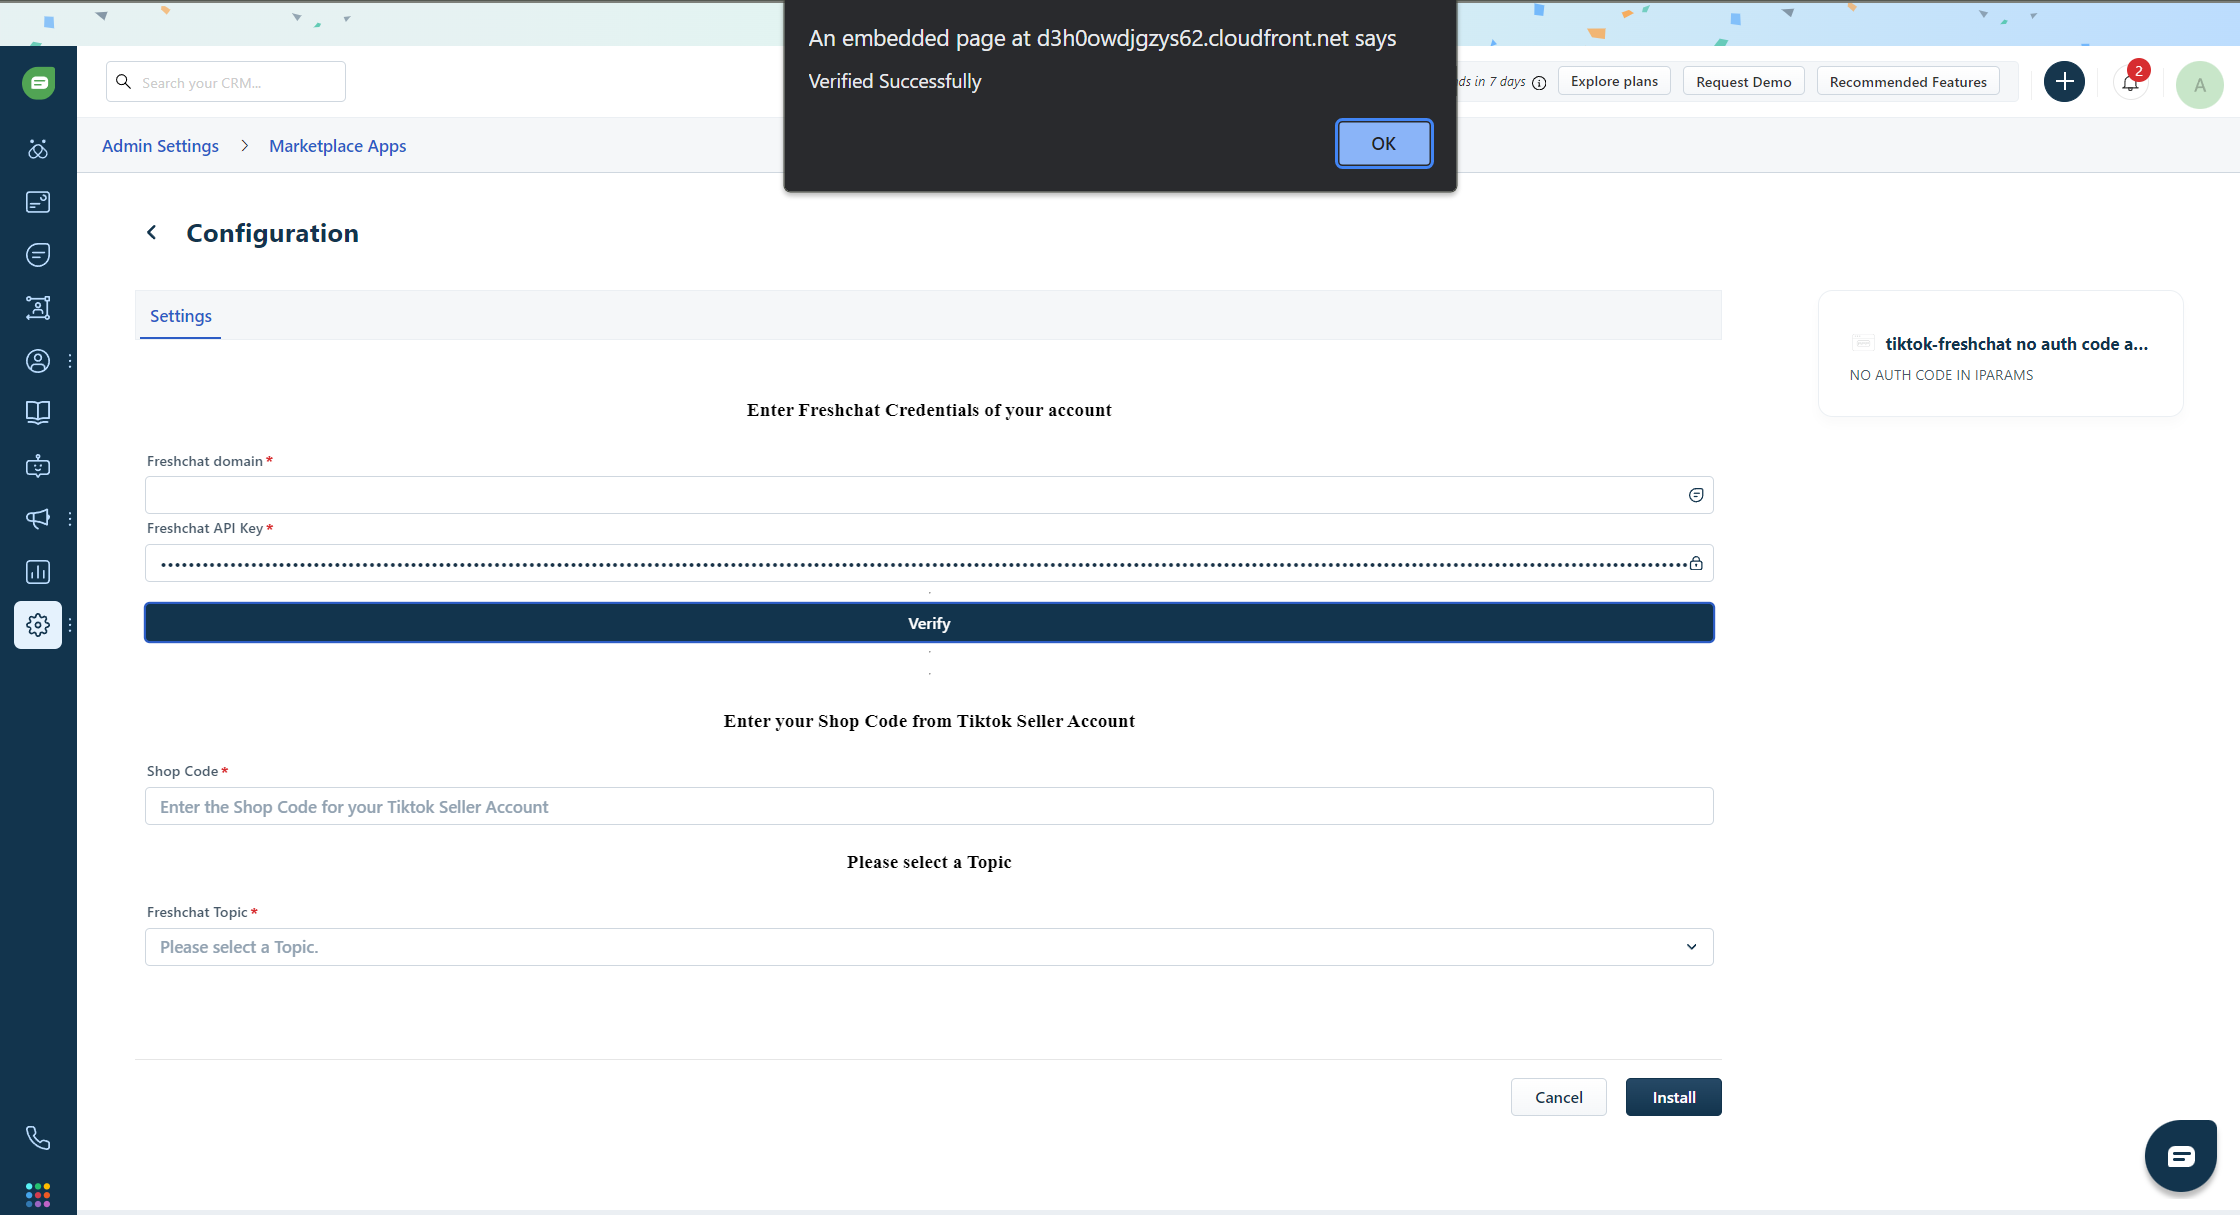 An embedded page at d3h0owdjgzys62.cloudfront.net says
Verified Successfully
OK
Search your CRM...
ds in 7 days
Explore plans
Request Demo
Recommended Features
2
A
Admin Settings > Marketplace Apps
Configuration
Settings
tiktok-freshchat no auth code a...
NO AUTH CODE IN IPARAMS
Enter Freshchat Credentials of your account
Freshchat domain *
Freshchat API Key *
Verify
Enter your Shop Code from Tiktok Seller Account
Shop Code *
Enter the Shop Code for your Tiktok Seller Account
Please select a Topic
Freshchat Topic *
Please select a Topic.
Cancel
Install